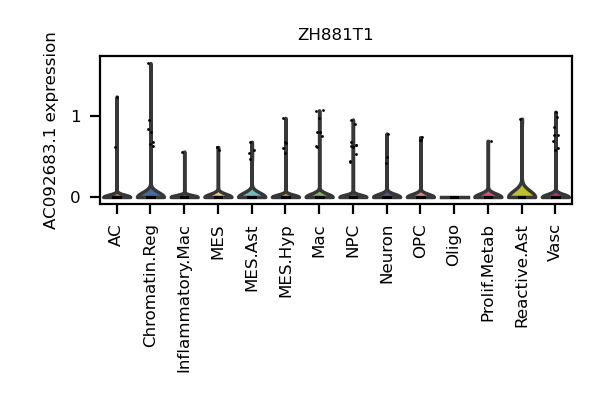 ZH881T1
AC092683.1 expression
1
0
AC
Chromatin.Reg
Inflammatory.Mac
MES
MES.Ast
MES.Hyp
Mac
NPC
Neuron
OPC
Oligo
Prolif.Metab
Reactive.Ast
Vasc